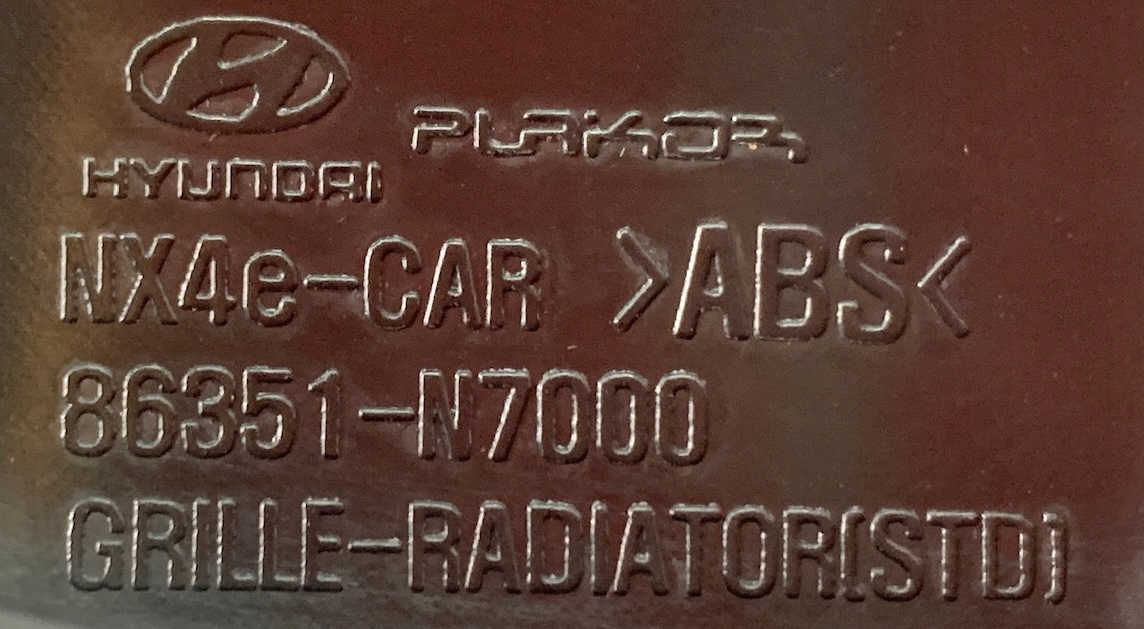 HYUNDAI
PLAKOR
NX4e-CAR >ABS<
86351-N7000
GRILLE-RADIATOR(STD)